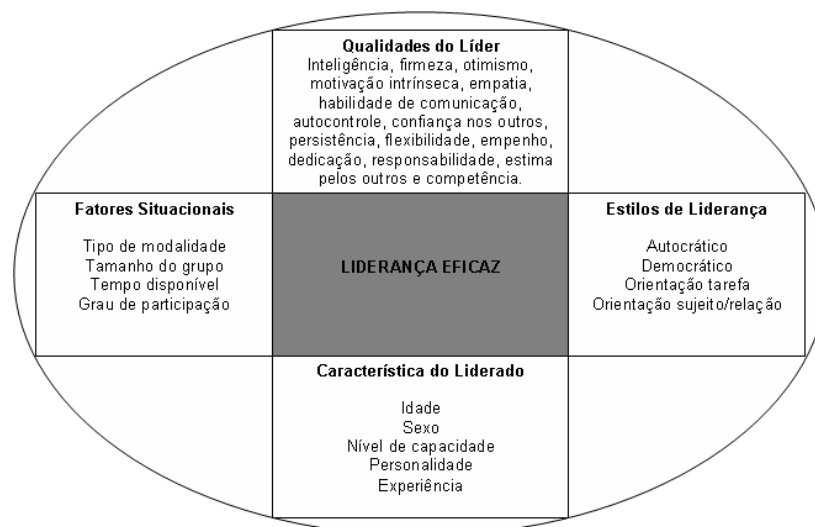 Qualidades do Líder
Inteligência, firmeza, otimismo,
motivação intrínseca, empatia,
habilidade de comunicação,
autocontrole, confiança nos outros,
persistência, flexibilidade, empenho,
dedicação, responsabilidade, estima
pelos outros e competência.
Fatores Situacionais
Tipo de modalidade
Tamanho do grupo
Tempo disponível
Grau de participação
LIDERANÇA EFICAZ
Estilos de Liderança
Autocrático
Democrático
Orientação tarefa
Orientação sujeito/relação
Característica do Liderado
Idade
Sexo
Nível de capacidade
Personalidade
Experiência